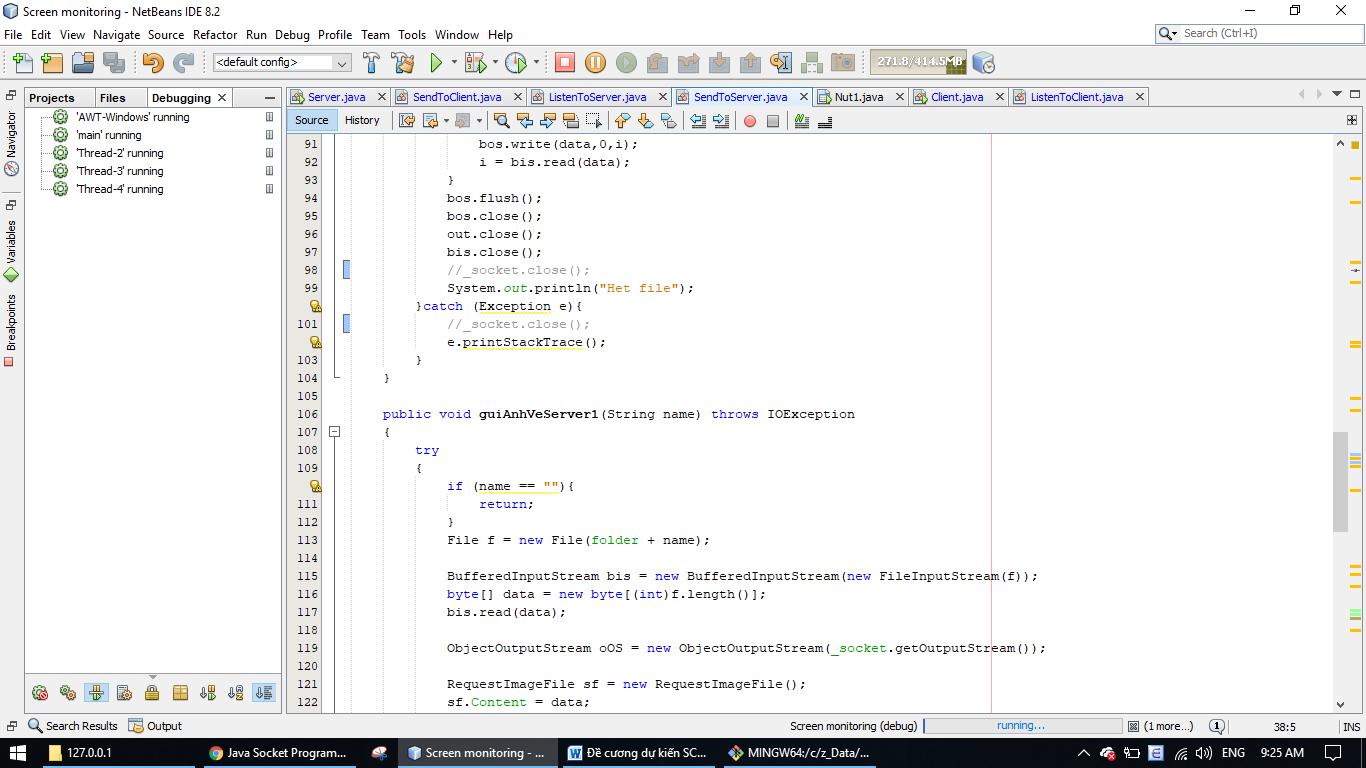 Screen monitoring - NetBeans IDE 8.2
File Edit View Navigate Source Refactor Run Debug Profile Team Tools Window Help
Search (Ctrl+I)
<default config>
271.8/414.5MB
Projects Files Debugging
Server.java SendToClient.java ListenToServer.java SendToServer.java Nut1.java Client.java ListenToClient.java
Navigator
Variables
Breakpoints
'AWT-Windows' running
'main' running
'Thread-2' running
'Thread-3' running
'Thread-4' running
Source History
91 bos.write(data,0,i);
92 i = bis.read(data);
93 }
94 bos.flush();
95 bos.close();
96 out.close();
97 bis.close();
98 //_socket.close();
99 System.out.println("Het file");
}catch (Exception e){
101 //_socket.close();
e.printStackTrace();
103 }
104 }
105
106 public void guiAnhVeServer1(String name) throws IOException
107 {
108 try
109 {
if (name == ""){
111 return;
112 }
113 File f = new File(folder + name);
114
115 BufferedInputStream bis = new BufferedInputStream(new FileInputStream(f));
116 byte[] data = new byte[(int)f.length()];
117 bis.read(data);
118
119 ObjectOutputStream oOS = new ObjectOutputStream(_socket.getOutputStream());
120
121 RequestImageFile sf = new RequestImageFile();
122 sf.Content = data;
Search Results Output
Screen monitoring (debug) running... (1 more...) 1 38:5 INS
127.0.0.1
Java Socket Program...
Screen monitoring - ...
Đề cương dự kiến SC...
MINGW64:/c/z_Data/...
ENG 9:25 AM